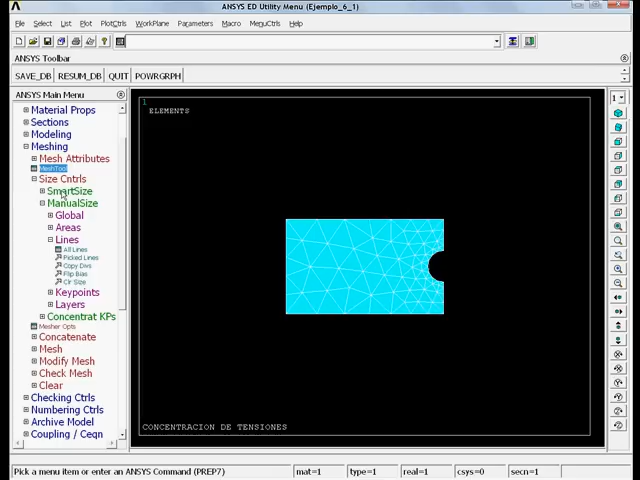 ANSYS ED Utility Menu (Ejemplo_6_1)
File Select List Plot PlotCtrls WorkPlane Parameters Macro MenuCtrls Help
ANSYS Toolbar
SAVE_DB RESUM_DB QUIT POWRGRPH
ANSYS Main Menu
Material Props
Sections
Modeling
Meshing
Mesh Attributes
MeshTool
Size Cntrls
SmartSize
ManualSize
Global
Areas
Lines
All Lines
Picked Lines
Copy Divs
Flip Bias
Clr Size
Keypoints
Layers
Concentrat KPs
Mesher Opts
Concatenate
Mesh
Modify Mesh
Check Mesh
Clear
Checking Ctrls
Numbering Ctrls
Archive Model
Coupling / Ceqn
1
ELEMENTS
CONCENTRACION DE TENSIONES
1
Pick a menu item or enter an ANSYS Command (PREP7)
mat=1 type=1 real=1 csys=0 secn=1